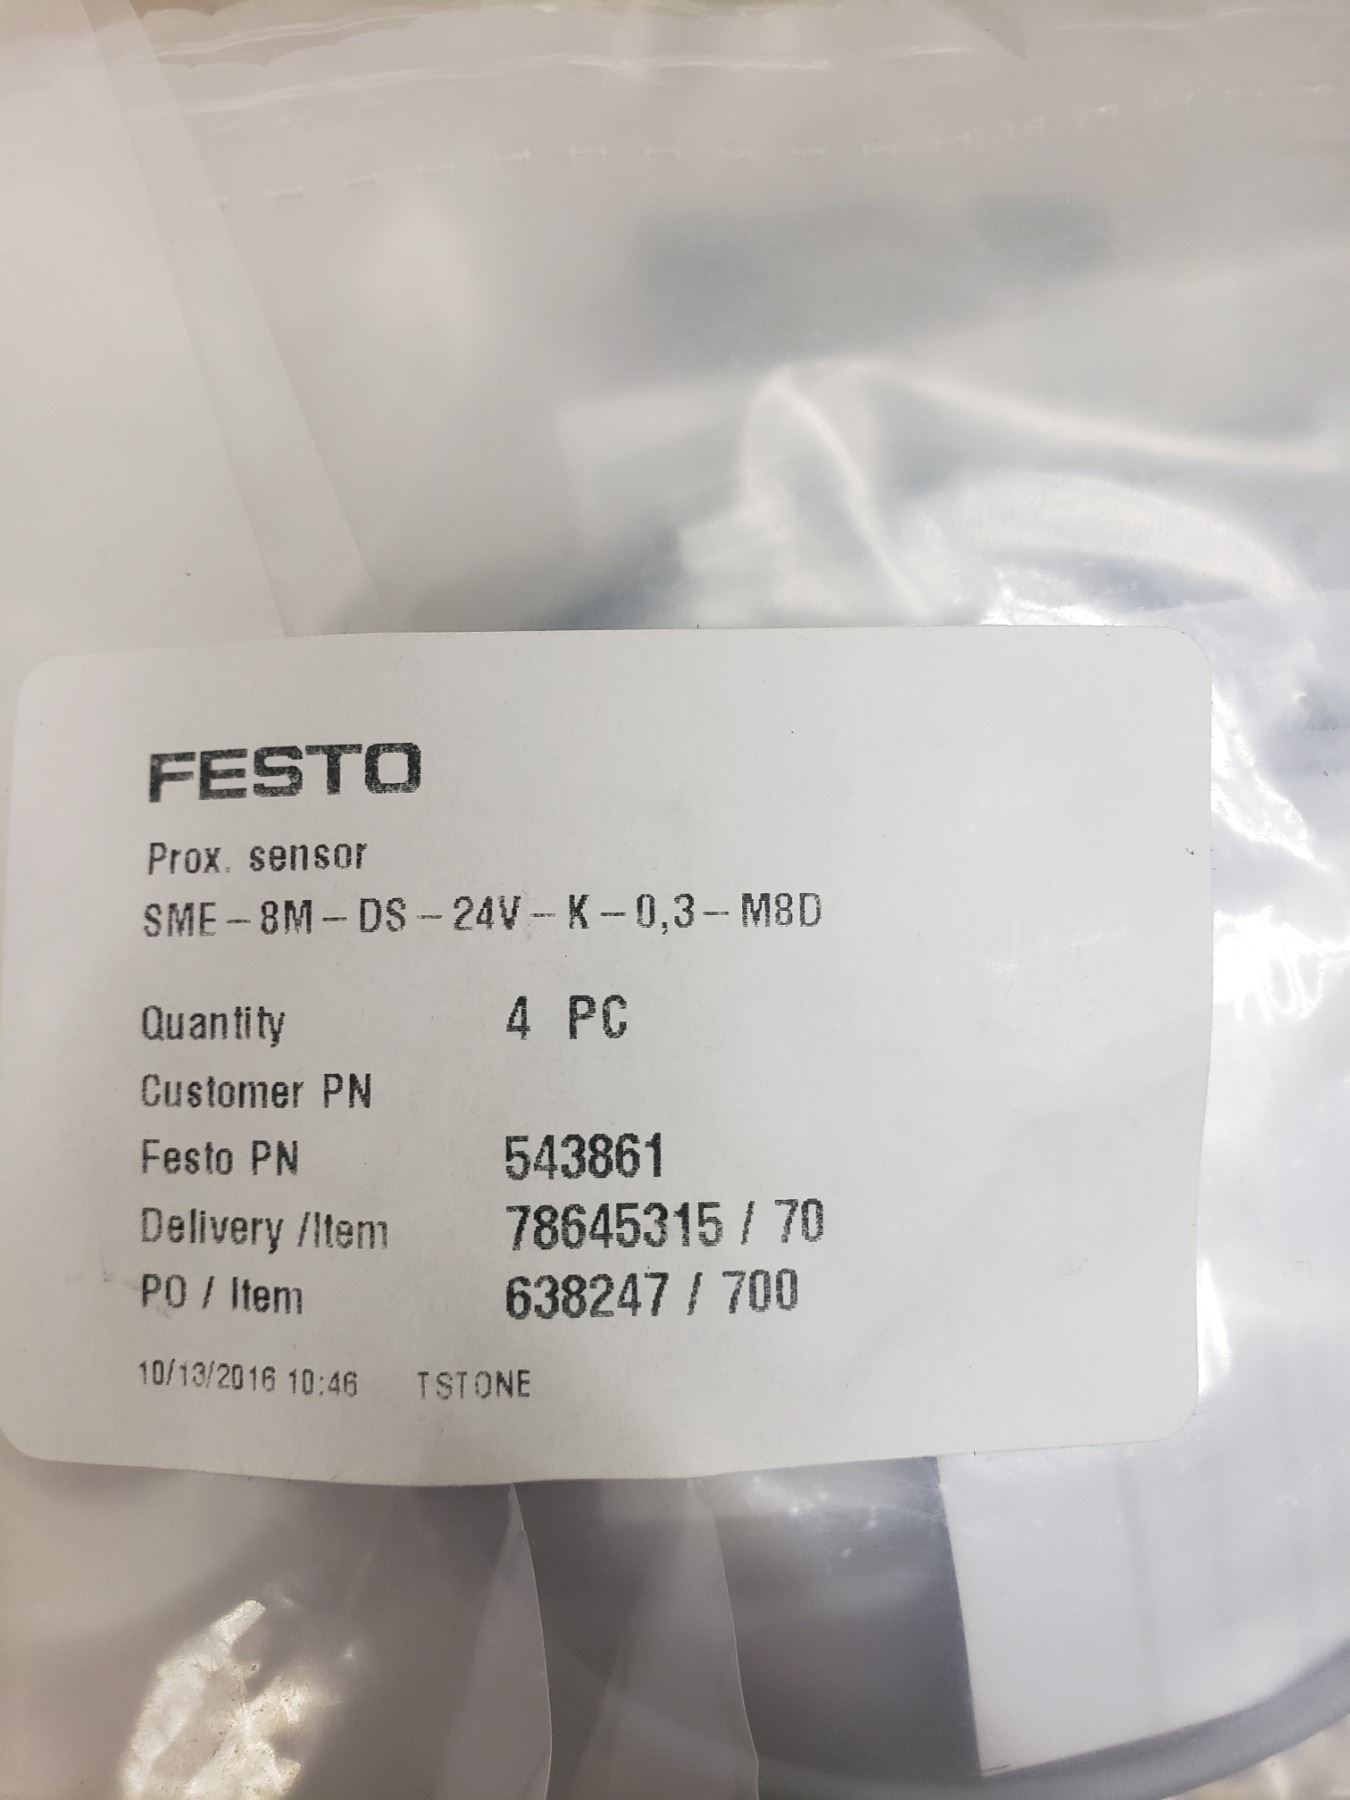 FESTO
Prox. sensor
SME-8M-DS-24V-K-0,3-M8D
Quantity 4 PC
Customer PN
Festo PN 543861
Delivery /Item 78645315 / 70
PO / Item 638247 / 700
10/13/2016 10:46 TSTONE